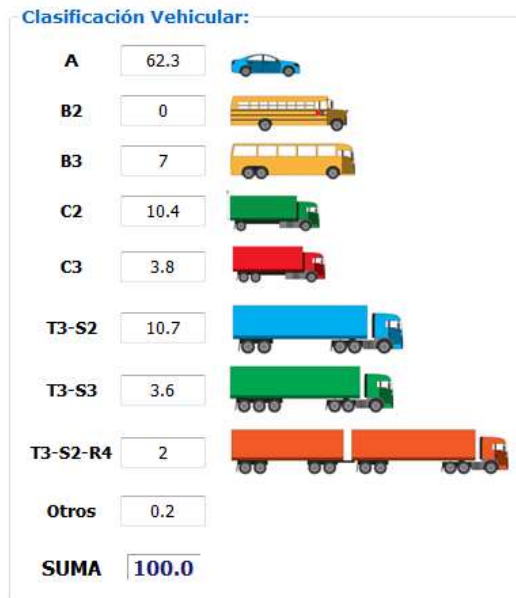 Clasificación Vehicular:
A 62.3
B2 0
B3 7
C2 10.4
C3 3.8
T3-S2 10.7
T3-S3 3.6
T3-S2-R4 2
Otros 0.2
SUMA 100.0